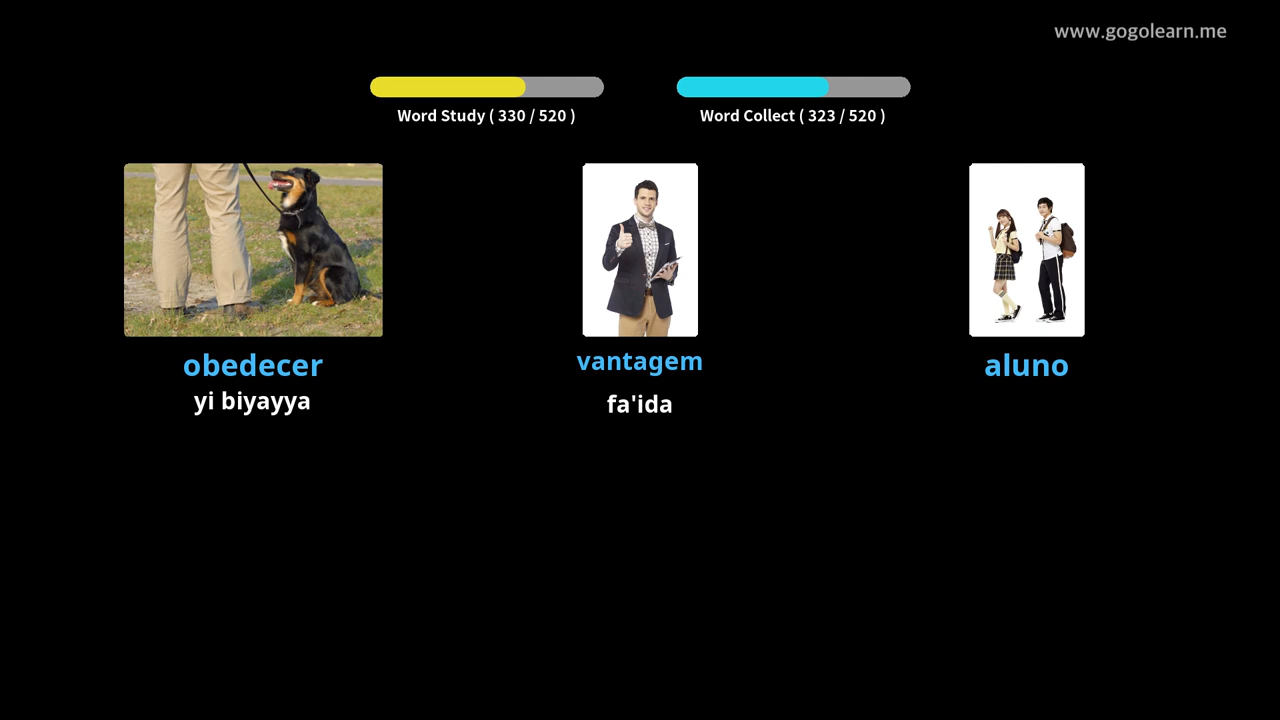 www.gogolearn.me
Word Study ( 330 / 520 )
Word Collect ( 323 / 520 )
obedecer
yi biyayya
vantagem
fa'ida
aluno